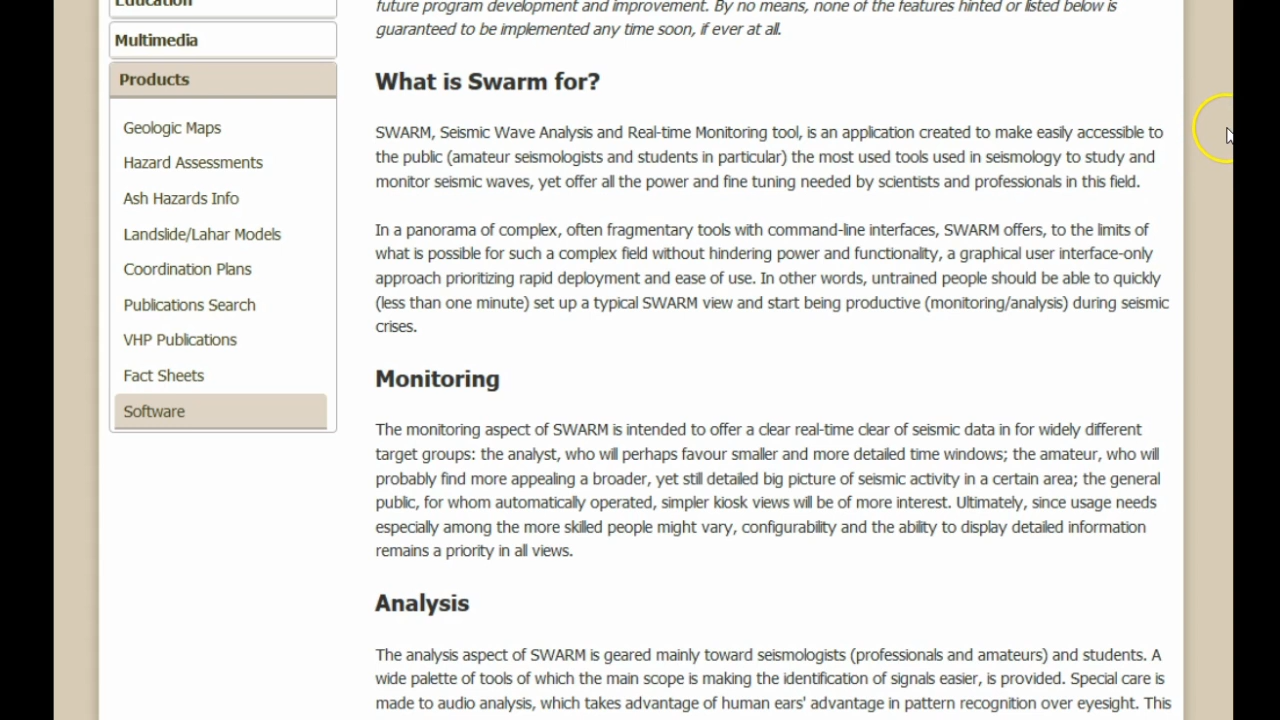 Education
Multimedia
Products
Geologic Maps
Hazard Assessments
Ash Hazards Info
Landslide/Lahar Models
Coordination Plans
Publications Search
VHP Publications
Fact Sheets
Software
future program development and improvement. By no means, none of the features hinted or listed below is
guaranteed to be implemented any time soon, if ever at all.
What is Swarm for?
SWARM, Seismic Wave Analysis and Real-time Monitoring tool, is an application created to make easily accessible to
the public (amateur seismologists and students in particular) the most used tools used in seismology to study and
monitor seismic waves, yet offer all the power and fine tuning needed by scientists and professionals in this field.
In a panorama of complex, often fragmentary tools with command-line interfaces, SWARM offers, to the limits of
what is possible for such a complex field without hindering power and functionality, a graphical user interface-only
approach prioritizing rapid deployment and ease of use. In other words, untrained people should be able to quickly
(less than one minute) set up a typical SWARM view and start being productive (monitoring/analysis) during seismic
crises.
Monitoring
The monitoring aspect of SWARM is intended to offer a clear real-time clear of seismic data in for widely different
target groups: the analyst, who will perhaps favour smaller and more detailed time windows; the amateur, who will
probably find more appealing a broader, yet still detailed big picture of seismic activity in a certain area; the general
public, for whom automatically operated, simpler kiosk views will be of more interest. Ultimately, since usage needs
especially among the more skilled people might vary, configurability and the ability to display detailed information
remains a priority in all views.
Analysis
The analysis aspect of SWARM is geared mainly toward seismologists (professionals and amateurs) and students. A
wide palette of tools of which the main scope is making the identification of signals easier, is provided. Special care is
made to audio analysis, which takes advantage of human ears' advantage in pattern recognition over eyesight. This